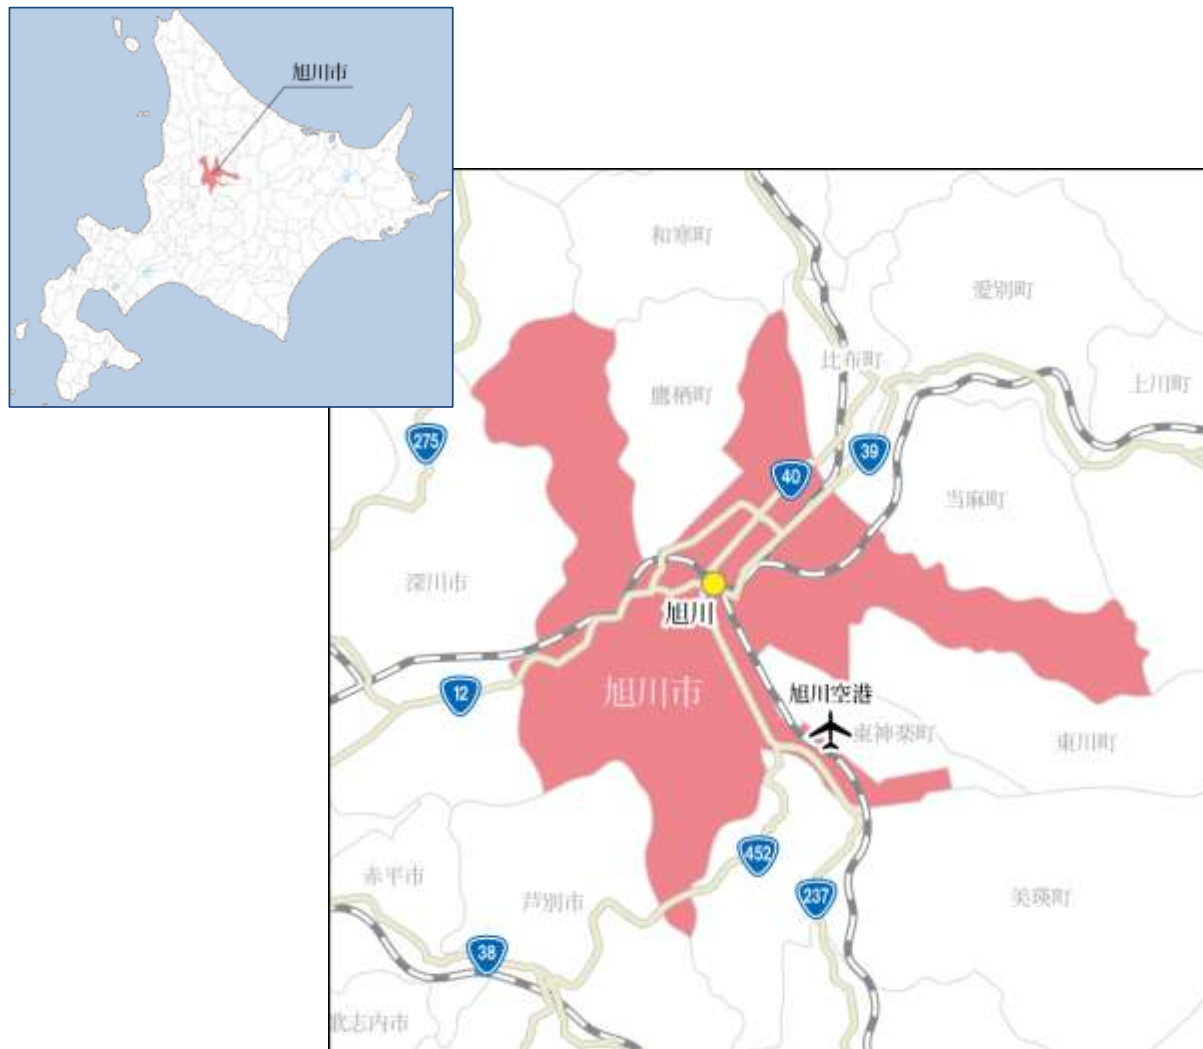 旭川市
和寒町
愛別町
比布町
上川町
鷹栖町
275
39
40
当麻町
深川市
旭川
旭川市
12
旭川空港
東神楽町
東川町
452
赤平市
237
芦別市
美瑛町
38
歌志内市